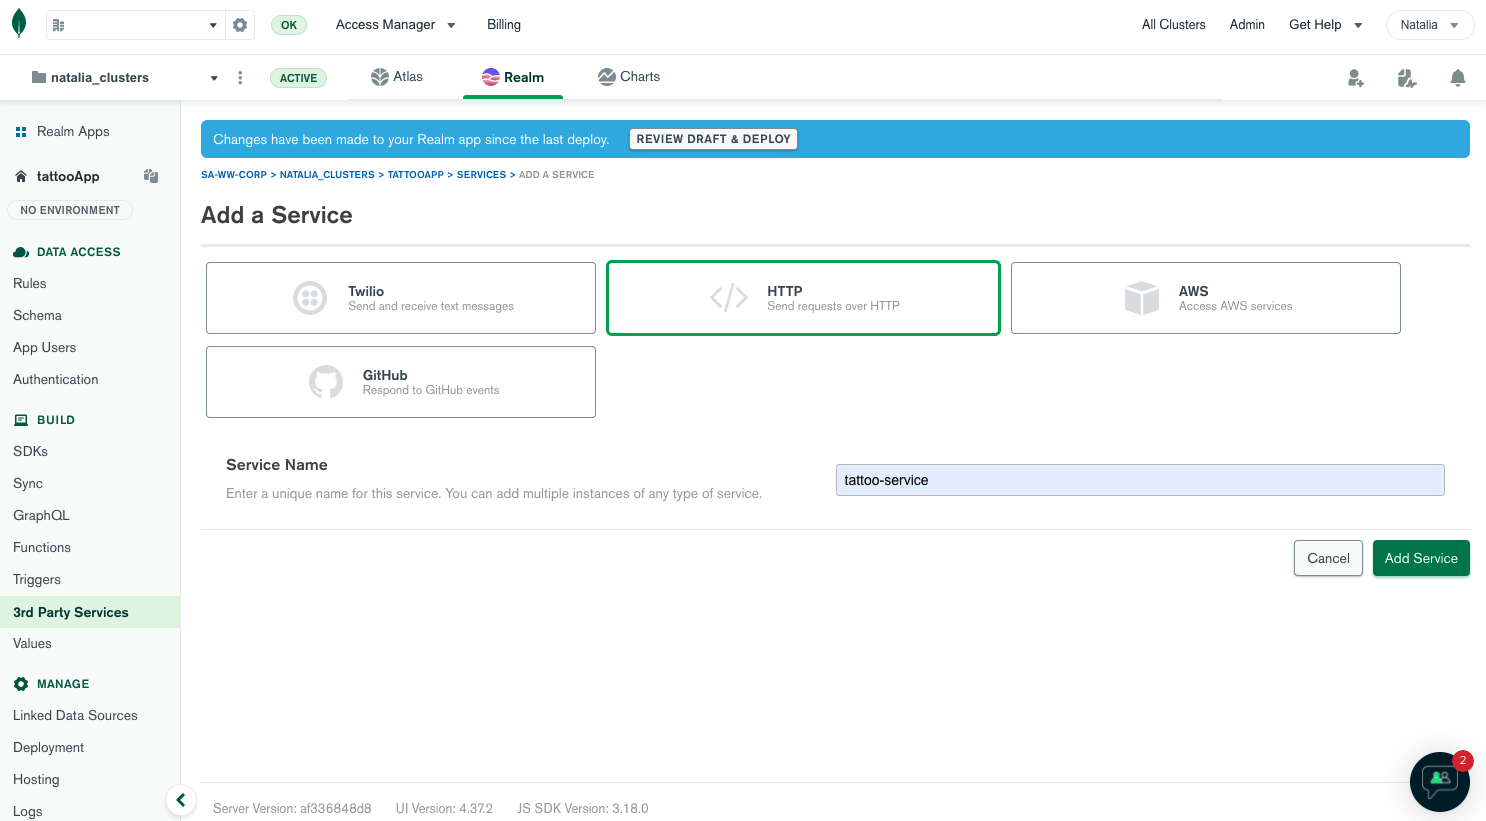 OK
Access Manager
Billing
All Clusters
Admin
Get Help
Natalia
natalia_clusters
ACTIVE
Atlas
Realm
Charts
Realm Apps
tattooApp
NO ENVIRONMENT
DATA ACCESS
Rules
Schema
App Users
Authentication
BUILD
SDKs
Sync
GraphQL
Functions
Triggers
3rd Party Services
Values
MANAGE
Linked Data Sources
Deployment
Hosting
Logs
Changes have been made to your Realm app since the last deploy.
REVIEW DRAFT & DEPLOY
SA-WW-CORP > NATALIA_CLUSTERS > TATTOOAPP > SERVICES > ADD A SERVICE
Add a Service
Twilio
Send and receive text messages
HTTP
Send requests over HTTP
AWS
Access AWS services
GitHub
Respond to GitHub events
Service Name
Enter a unique name for this service. You can add multiple instances of any type of service.
tattoo-service
Cancel
Add Service
2
Server Version: af336848d8
UI Version: 4.37.2
JS SDK Version: 3.18.0